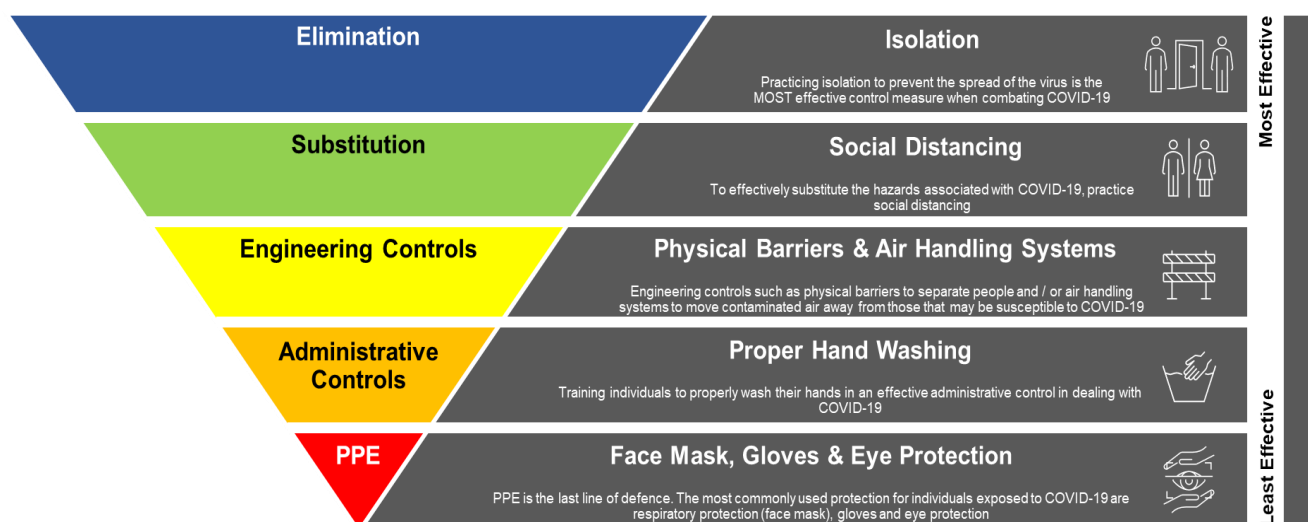 Elimination
Isolation
Practicing isolation to prevent the spread of the virus is the
MOST effective control measure when combating COVID-19
Most Effective
Substitution
Social Distancing
To effectively substitute the hazards associated with COVID-19, practice
social distancing
Engineering Controls
Physical Barriers & Air Handling Systems
Engineering controls such as physical barriers to separate people and / or air handling
systems to move contaminated air away from those that may be susceptible to COVID-19
Administrative
Controls
Proper Hand Washing
Training individuals to properly wash their hands in an effective administrative control in dealing with
COVID-19
PPE
Face Mask, Gloves & Eye Protection
PPE is the last line of defence. The most commonly used protection for individuals exposed to COVID-19 are
respiratory protection (face mask), gloves and eye protection
Least Effective